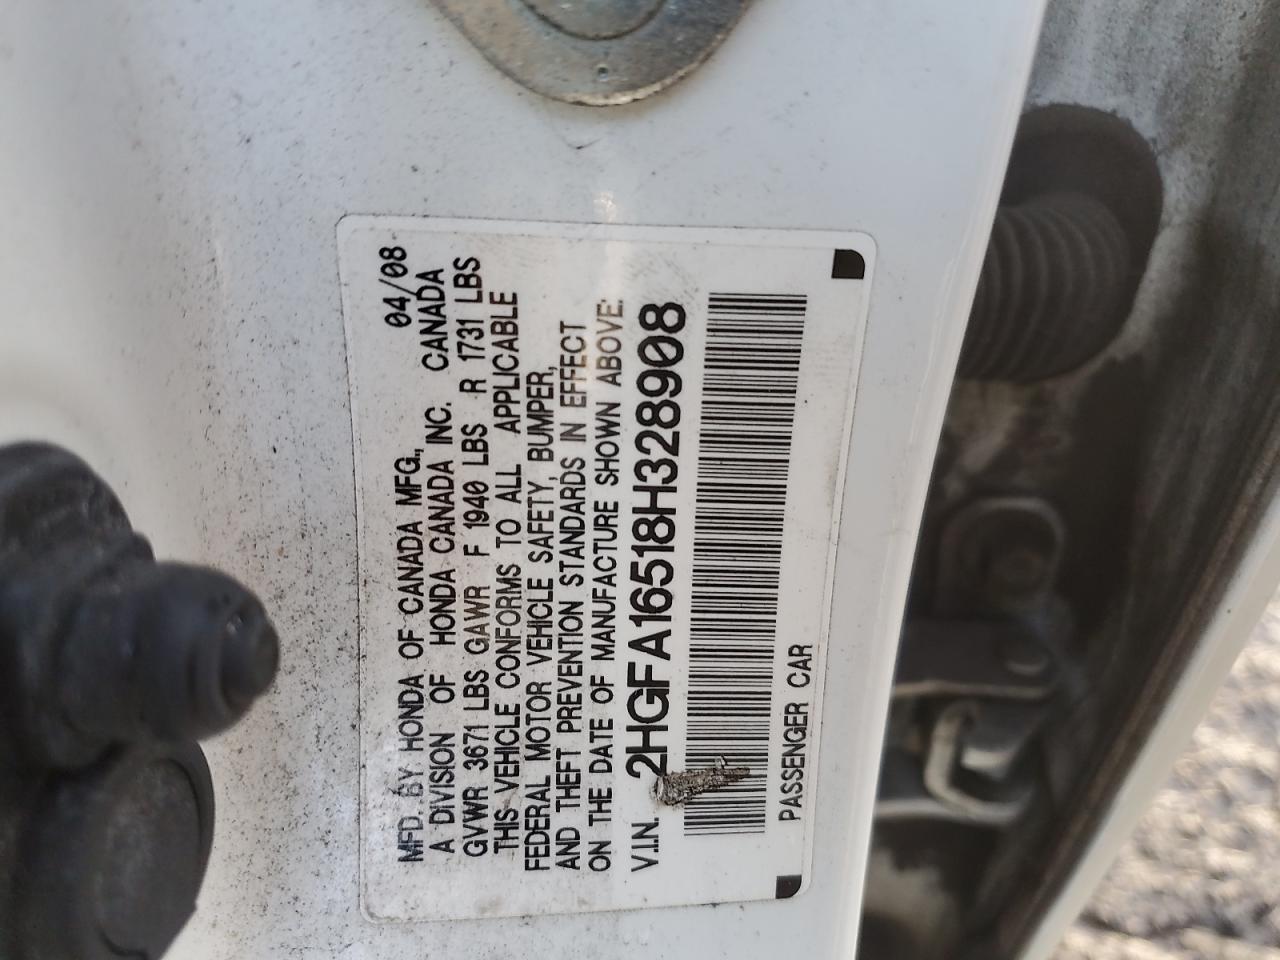 MFD. BY HONDA OF CANADA MFG., 04/08
A DIVISION OF HONDA CANADA INC. CANADA
GVWR 3671 LBS GAWR F 1940 LBS R 1731 LBS
THIS VEHICLE CONFORMS TO ALL APPLICABLE
FEDERAL MOTOR VEHICLE SAFETY, BUMPER,
AND THEFT PREVENTION STANDARDS IN EFFECT
ON THE DATE OF MANUFACTURE SHOWN ABOVE:
V.I.N. 2HGFA16518H328908
PASSENGER CAR